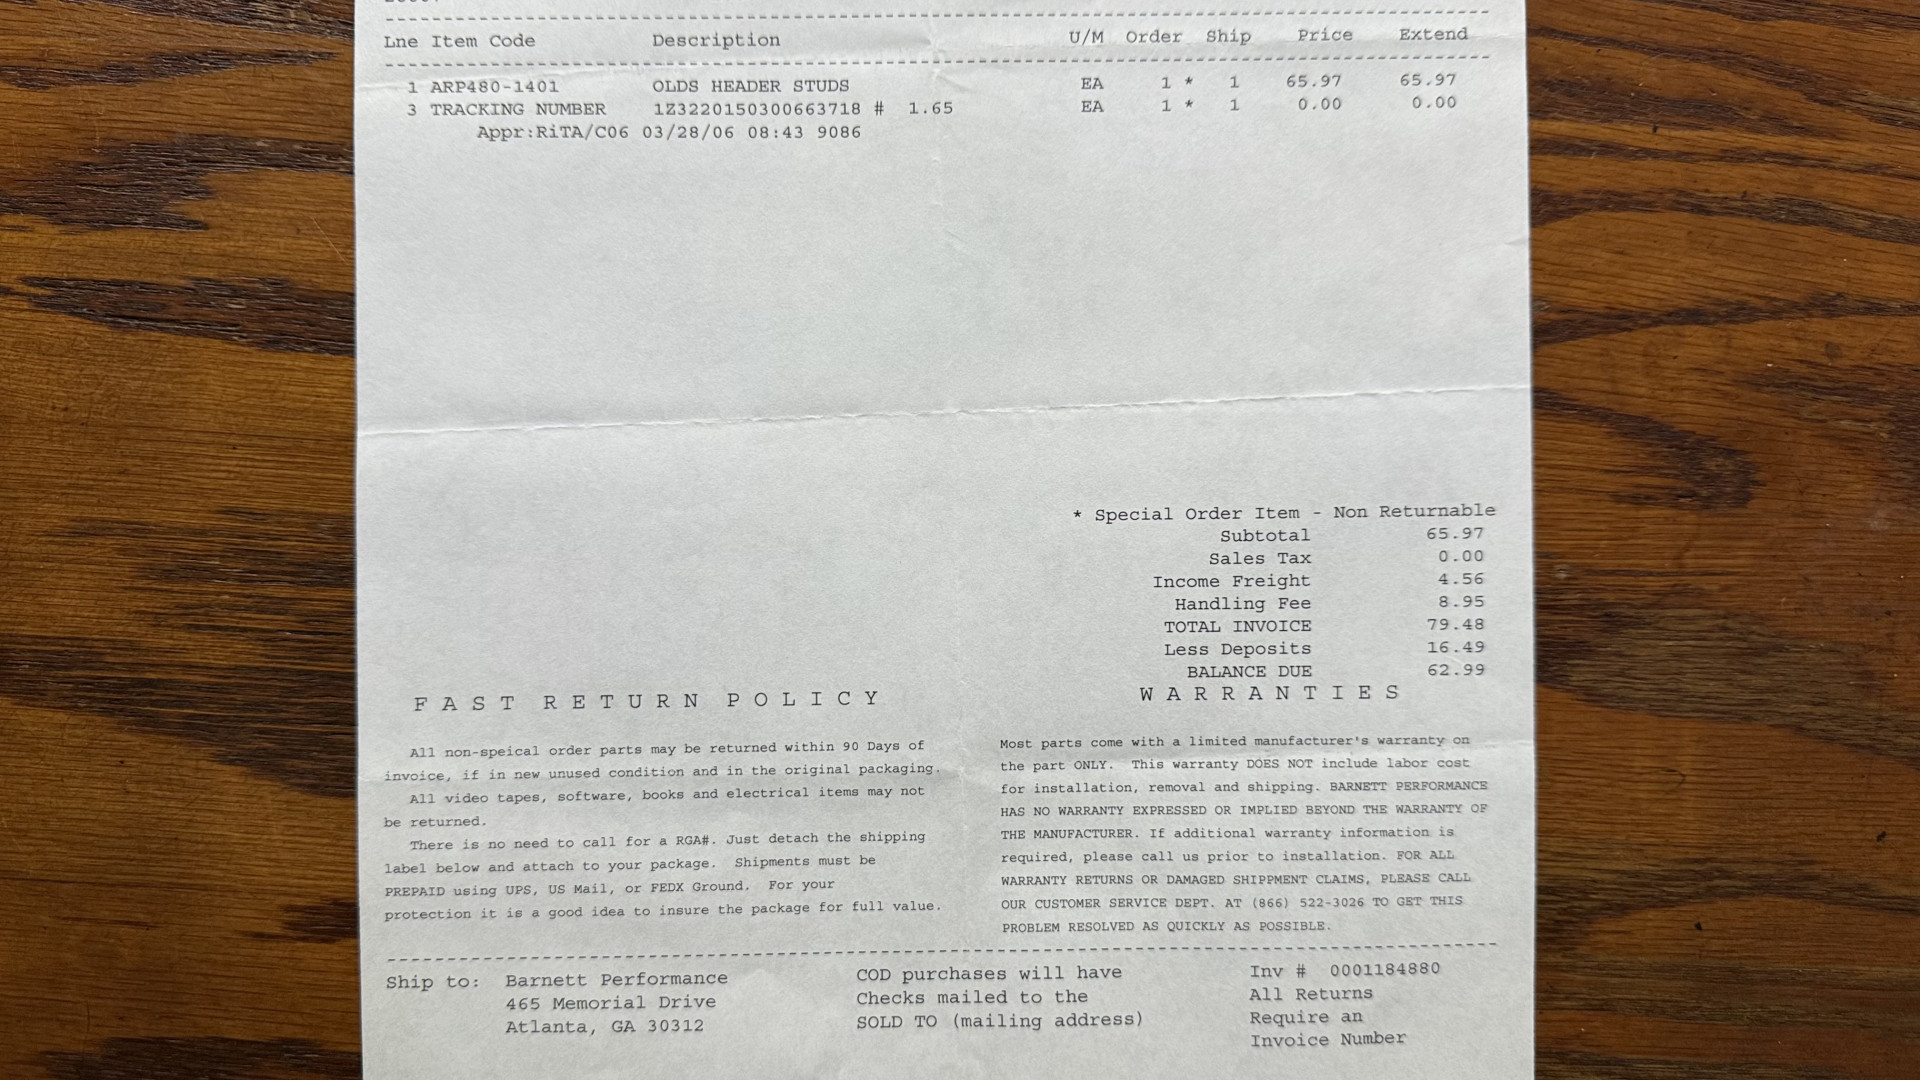 Lne Item Code Description U/M Order Ship Price Extend
1 ARP480-1401 OLDS HEADER STUDS EA 1 * 1 65.97 65.97
3 TRACKING NUMBER 1Z3220150300663718 # 1.65 EA 1 * 1 0.00 0.00
Appr:RiTA/C06 03/28/06 08:43 9086
* Special Order Item - Non Returnable
Subtotal 65.97
Sales Tax 0.00
Income Freight 4.56
Handling Fee 8.95
TOTAL INVOICE 79.48
Less Deposits 16.49
BALANCE DUE 62.99
FAST RETURN POLICY
All non-speical order parts may be returned within 90 Days of
invoice, if in new unused condition and in the original packaging.
All video tapes, software, books and electrical items may not
be returned.
There is no need to call for a RGA#. Just detach the shipping
label below and attach to your package. Shipments must be
PREPAID using UPS, US Mail, or FEDX Ground. For your
protection it is a good idea to insure the package for full value.
WARRANTIES
Most parts come with a limited manufacturer's warranty on
the part ONLY. This warranty DOES NOT include labor cost
for installation, removal and shipping. BARNETT PERFORMANCE
HAS NO WARRANTY EXPRESSED OR IMPLIED BEYOND THE WARRANTY OF
THE MANUFACTURER. If additional warranty information is
required, please call us prior to installation. FOR ALL
WARRANTY RETURNS OR DAMAGED SHIPPMENT CLAIMS, PLEASE CALL
OUR CUSTOMER SERVICE DEPT. AT (866) 522-3026 TO GET THIS
PROBLEM RESOLVED AS QUICKLY AS POSSIBLE.
Ship to: Barnett Performance
465 Memorial Drive
Atlanta, GA 30312
COD purchases will have
Checks mailed to the
SOLD TO (mailing address)
Inv # 0001184880
All Returns
Require an
Invoice Number